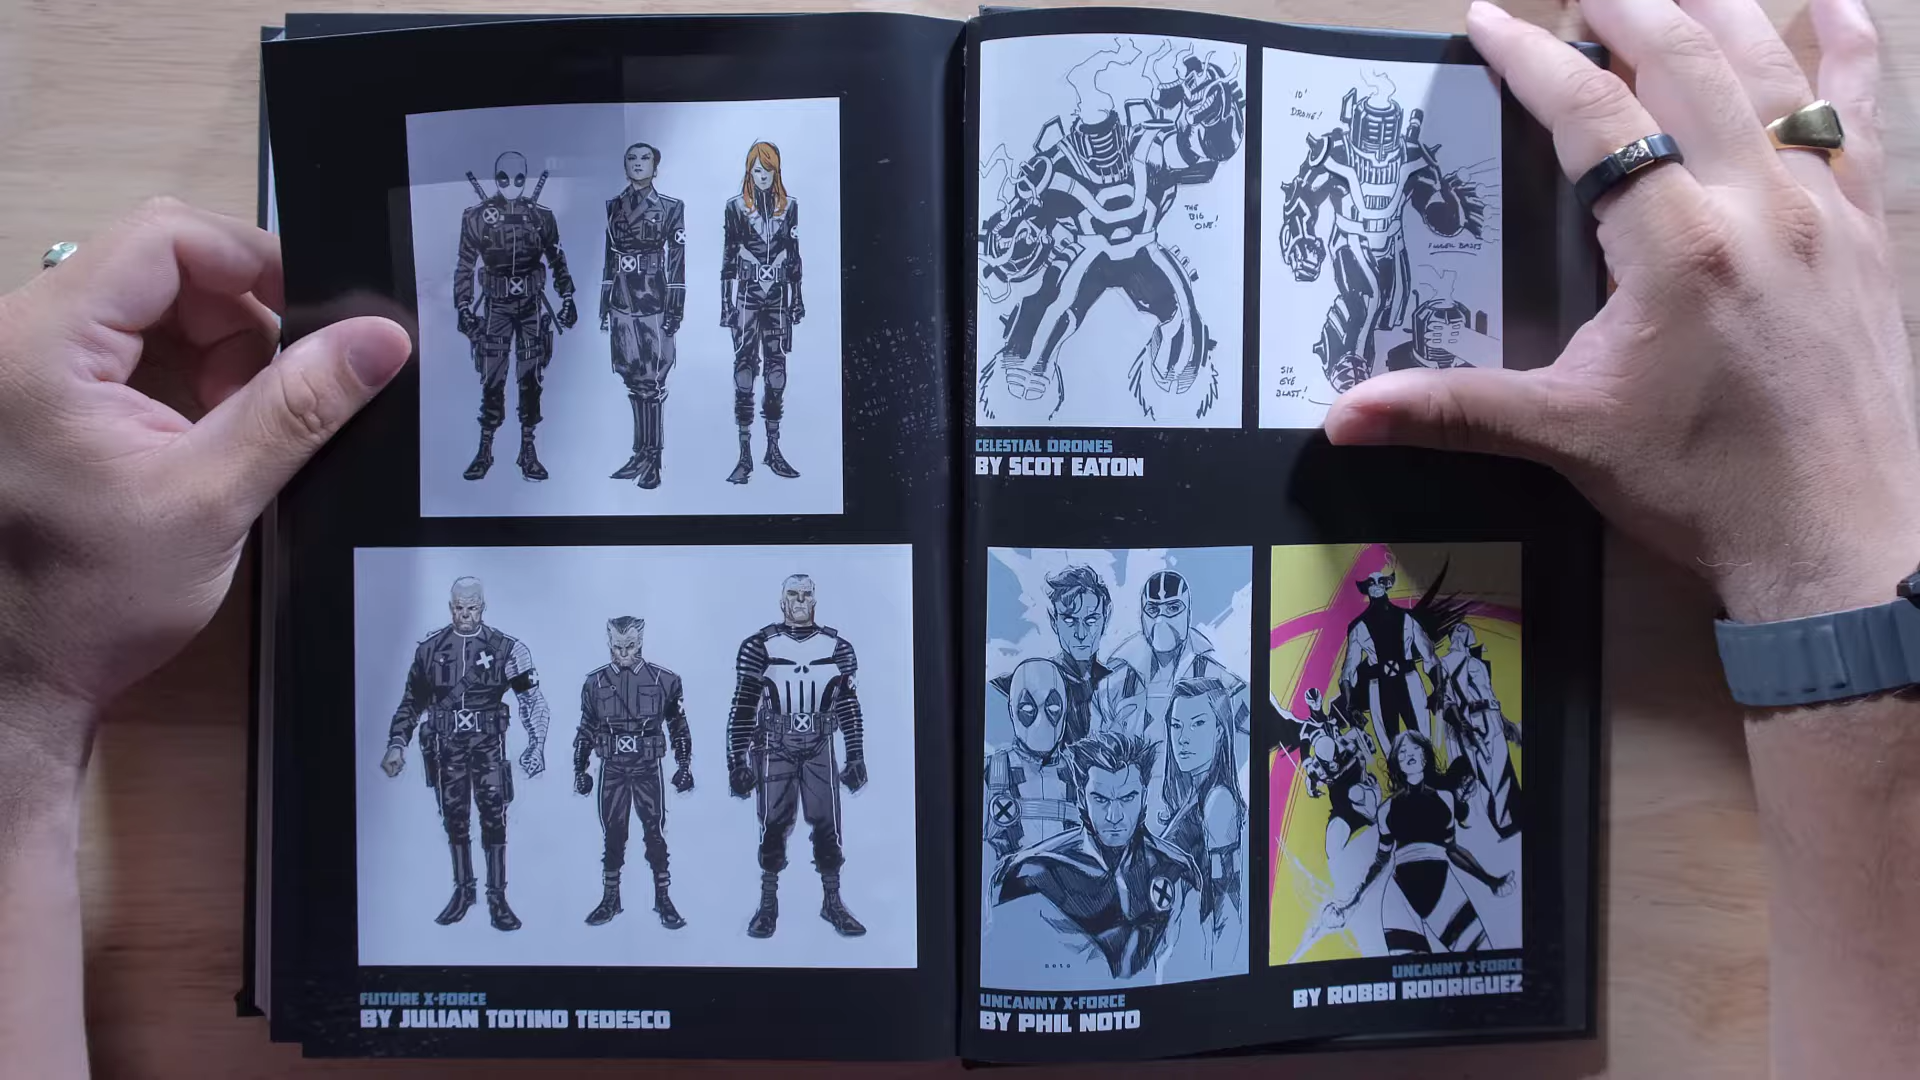 FUTURE X-FORCE
BY JULIAN TOTINO TEDESCO
THE
BIG
ONE!
10'
DRONE!
SIX
EYE
BLAST!
CELESTIAL DRONES
BY SCOT EATON
NOTO
UNCANNY X-FORCE
BY PHIL NOTO
UNCANNY X-FORCE
BY ROBBI RODRIGUEZ